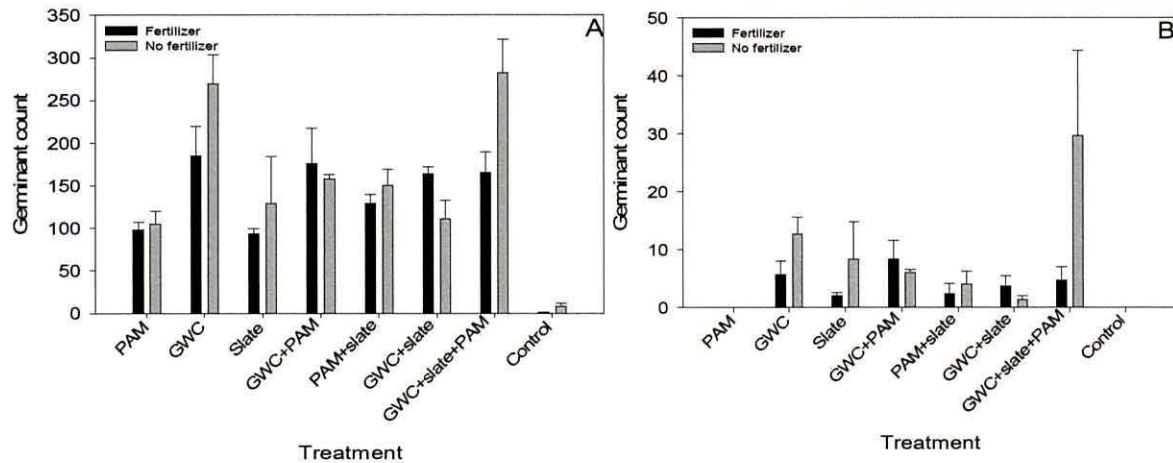 A
Fertilizer
No fertilizer
Germinant count
350
300
250
200
150
100
50
0
PAM
GWC
Slate
GWC+PAM
PAM+slate
GWC+slate
GWC+slate+PAM
Control
Treatment
B
Fertilizer
No fertilizer
Germinant count
50
40
30
20
10
0
PAM
GWC
Slate
GWC+PAM
PAM+slate
GWC+slate
GWC+slate+PAM
Control
Treatment